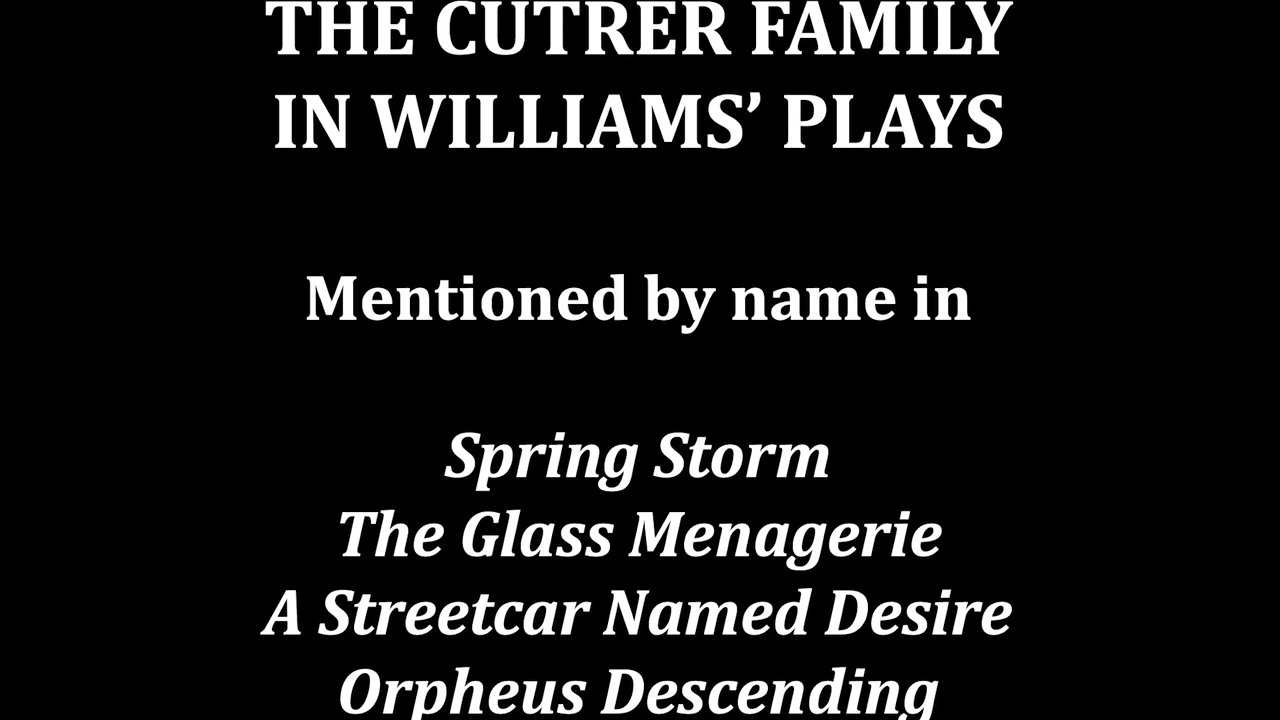 THE CUTRER FAMILY
IN WILLIAMS’ PLAYS
Mentioned by name in
Spring Storm
The Glass Menagerie
A Streetcar Named Desire
Orpheus Descending